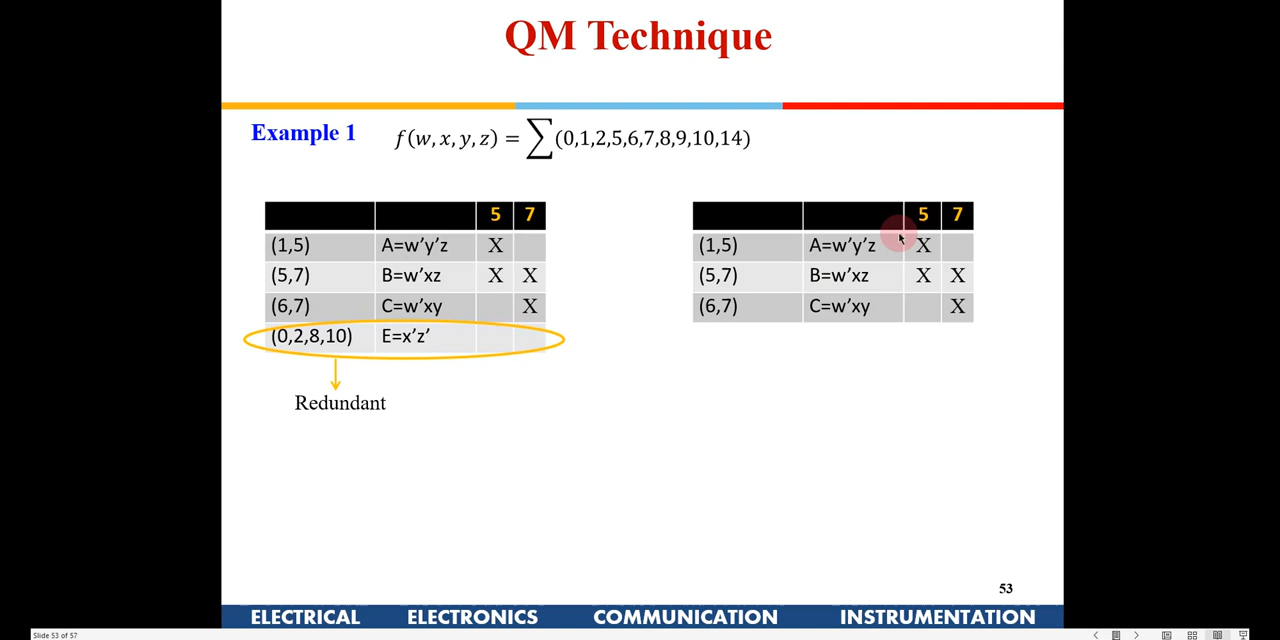 QM Technique
Example 1 f(w, x, y, z) = ∑(0,1,2,5,6,7,8,9,10,14)
5 7
(1,5) A=w’y’z X
(5,7) B=w’xz X X
(6,7) C=w’xy X
(0,2,8,10) E=x’z’
Redundant
5 7
(1,5) A=w’y’z X
(5,7) B=w’xz X X
(6,7) C=w’xy X
53
ELECTRICAL ELECTRONICS COMMUNICATION INSTRUMENTATION
Slide 53 of 57